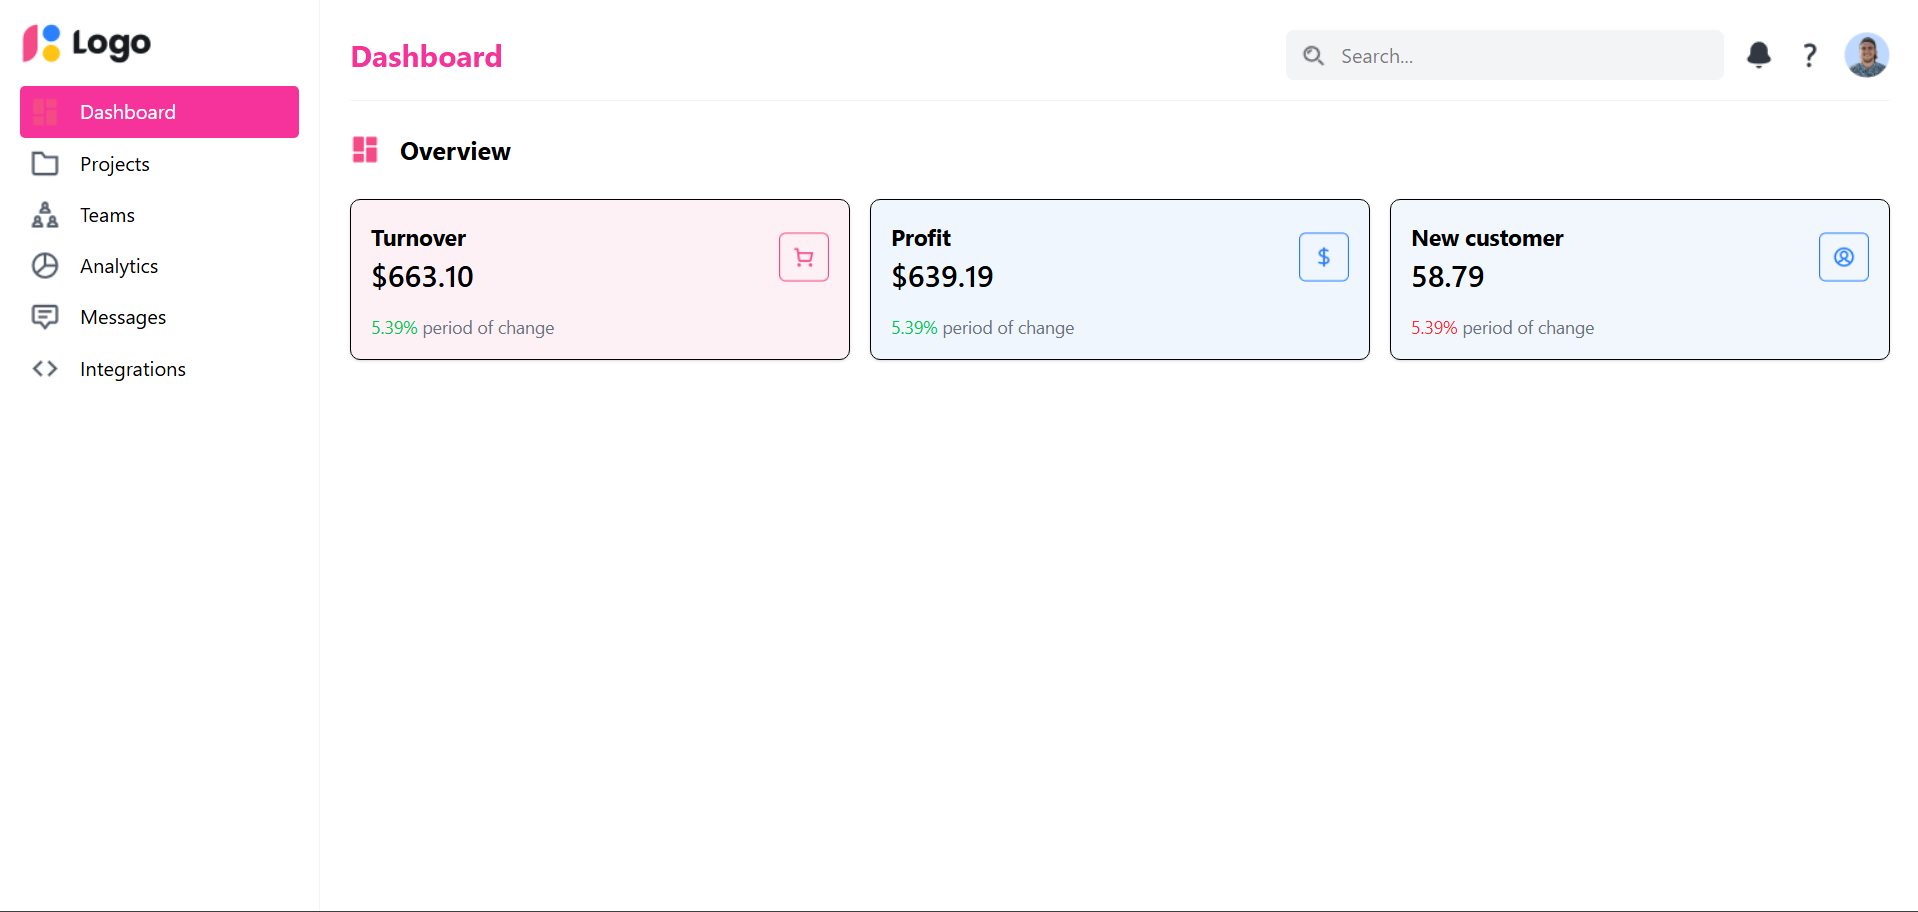 Logo
Dashboard
Projects
Teams
Analytics
Messages
Integrations
Dashboard
Search...
Overview
Turnover
$663.10
5.39% period of change
Profit
$639.19
$
5.39% period of change
New customer
58.79
5.39% period of change